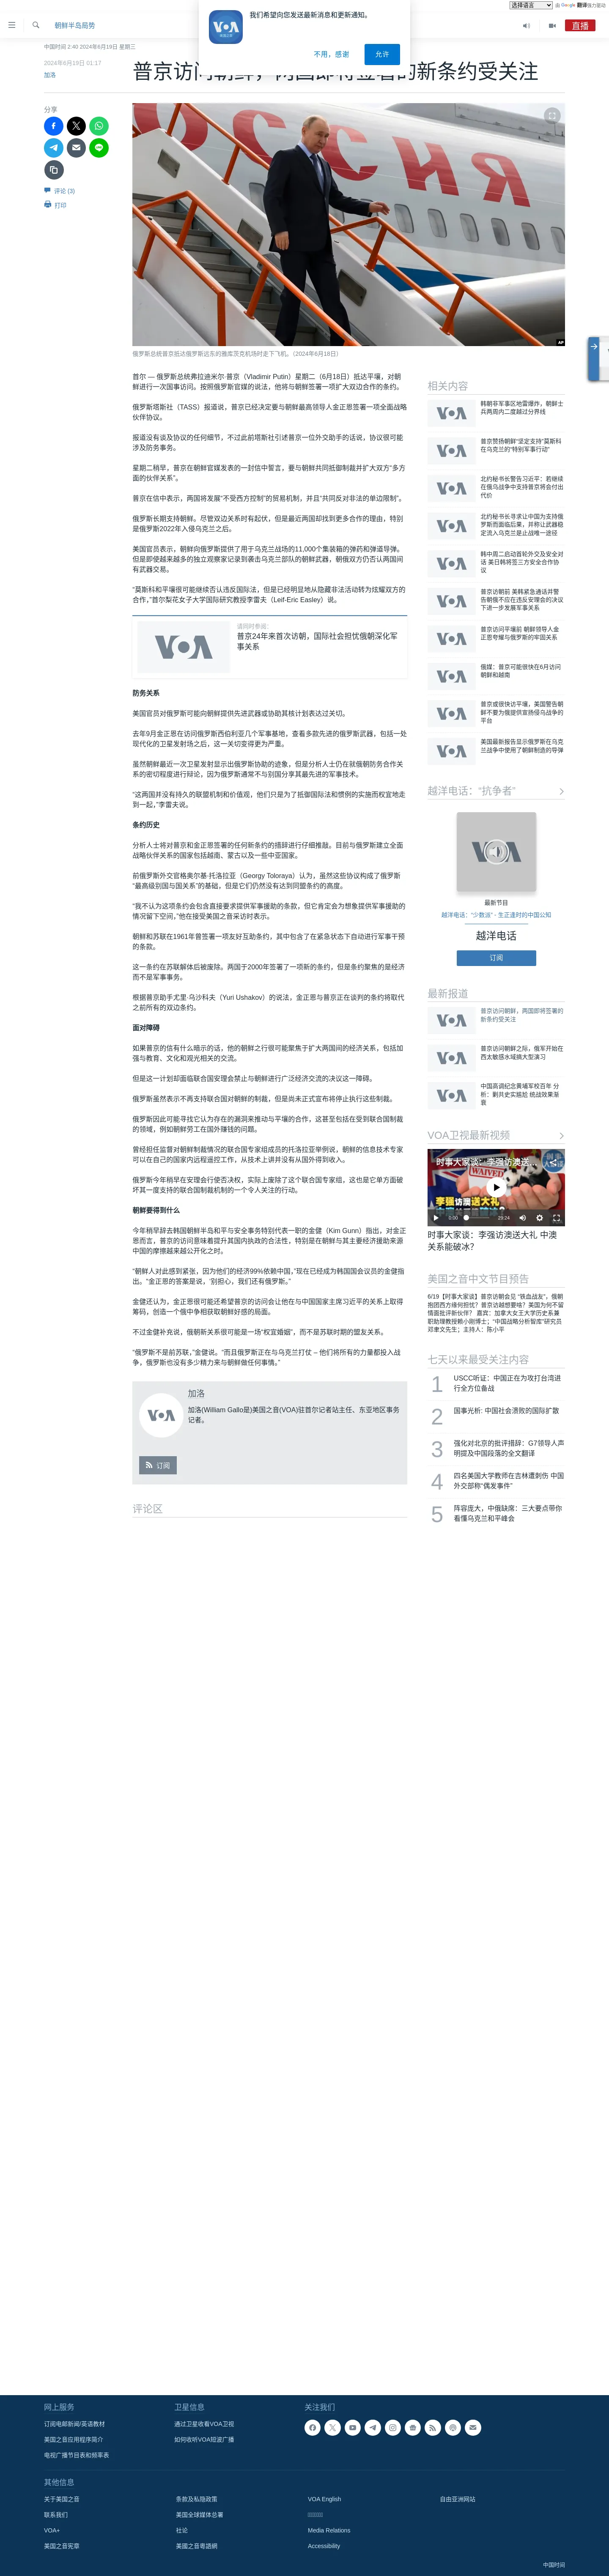 选择语言
由 Google 翻译强力驱动
我们希望向您发送最新消息和更新通知。
不用，感谢
允许
朝鲜半岛局势
直播
中国时间 2:40 2024年6月19日 星期三
2024年6月19日 01:17
加洛
普京访问朝鲜，两国即将签署的新条约受关注
分享
评论 (3)
打印
AP
俄罗斯总统普京抵达俄罗斯远东的雅库茨克机场时走下飞机。（2024年6月18日）
首尔 — 俄罗斯总统弗拉迪米尔·普京（Vladimir Putin）星期二（6月18日）抵达平壤，对朝
鲜进行一次国事访问。按照俄罗斯官媒的说法，他将与朝鲜签署一项扩大双边合作的条约。
俄罗斯塔斯社（TASS）报道说，普京已经决定要与朝鲜最高领导人金正恩签署一项全面战略
伙伴协议。
报道没有谈及协议的任何细节，不过此前塔斯社引述普京一位外交助手的话说，协议很可能
涉及防务事务。
星期二稍早，普京在朝鲜官媒发表的一封信中誓言，要与朝鲜共同抵御制裁并扩大双方“多方
面的伙伴关系”。
普京在信中表示，两国将发展“不受西方控制”的贸易机制，并且“共同反对非法的单边限制”。
俄罗斯长期支持朝鲜。尽管双边关系时有起伏，但是最近两国却找到更多合作的理由，特别
是俄罗斯2022年入侵乌克兰之后。
美国官员表示，朝鲜向俄罗斯提供了用于乌克兰战场的11,000个集装箱的弹药和弹道导弹。
但是即使越来越多的独立观察家记录到袭击乌克兰部队的朝鲜武器，朝俄双方仍否认两国间
有武器交易。
“莫斯科和平壤很可能继续否认违反国际法，但是已经明显地从隐藏非法活动转为炫耀双方的
合作，”首尔梨花女子大学国际研究教授李雷夫（Leif-Eric Easley）说。
请同时参阅：
普京24年来首次访朝，国际社会担忧俄朝深化军
事关系
防务关系
美国官员对俄罗斯可能向朝鲜提供先进武器或协助其核计划表达过关切。
去年9月金正恩在访问俄罗斯西伯利亚几个军事基地，查看多款先进的俄罗斯武器，包括一处
现代化的卫星发射场之后，这一关切变得更为严重。
虽然朝鲜最近一次卫星发射显示出俄罗斯协助的迹象，但是分析人士仍在就俄朝防务合作关
系的密切程度进行辩论，因为俄罗斯通常不与别国分享其最先进的军事技术。
“这两国并没有持久的联盟机制和价值观，他们只是为了抵御国际法和惯例的实施而权宜地走
到一起，”李雷夫说。
条约历史
分析人士将对普京和金正恩签署的任何新条约的措辞进行仔细推敲。目前与俄罗斯建立全面
战略伙伴关系的国家包括越南、蒙古以及一些中亚国家。
前俄罗斯外交官格奥尔基·托洛拉亚（Georgy Toloraya）认为，虽然这些协议构成了俄罗斯
“最高级别国与国关系”的基础，但是它们仍然没有达到同盟条约的高度。
“我不认为这项条约会包含直接要求提供军事援助的条款，但它肯定会为想象提供军事援助的
情况留下空间，”他在接受美国之音采访时表示。
朝鲜和苏联在1961年曾签署一项友好互助条约，其中包含了在紧急状态下自动进行军事干预
的条款。
这一条约在苏联解体后被废除。两国于2000年签署了一项新的条约，但是条约聚焦的是经济
而不是军事事务。
根据普京助手尤里·乌沙科夫（Yuri Ushakov）的说法，金正恩与普京正在谈判的条约将取代
之前所有的双边条约。
面对障碍
如果普京的信有什么暗示的话，他的朝鲜之行很可能聚焦于扩大两国间的经济关系，包括加
强与教育、文化和观光相关的交流。
但是这一计划却面临联合国安理会禁止与朝鲜进行广泛经济交流的决议这一障碍。
俄罗斯虽然表示不再支持联合国对朝鲜的制裁，但是尚未正式宣布将停止执行这些制裁。
俄罗斯因此可能寻找它认为存在的漏洞来推动与平壤的合作，这甚至包括在受到联合国制裁
的领域，例如朝鲜劳工在国外赚钱的问题。
曾经担任监督对朝鲜制裁情况的联合国专家组成员的托洛拉亚举例说，朝鲜的信息技术专家
可以在自己的国家内远程遥控工作，从技术上讲并没有从国外得到收入。
俄罗斯今年稍早在安理会行使否决权，实际上废除了这个联合国专家组，这也是它单方面破
坏其一度支持的联合国制裁机制的一个令人关注的行动。
朝鲜要得到什么
今年稍早辞去韩国朝鲜半岛和平与安全事务特别代表一职的金健（Kim Gunn）指出，对金正
恩而言，普京的访问意味着提升其国内执政的合法性，特别是在朝鲜与其主要经济援助来源
中国的摩擦越来越公开化之时。
“朝鲜人对此感到紧张，因为他们的经济99%依赖中国，”现在已经成为韩国国会议员的金健指
出。“金正恩的答案是说，‘别担心，我们还有俄罗斯。”
金健还认为，金正恩很可能还希望普京的访问会让他在与中国国家主席习近平的关系上取得
筹码，创造一个俄中争相获取朝鲜好感的局面。
不过金健补充说，俄朝新关系很可能是一场“权宜婚姻”，而不是苏联时期的盟友关系。
“俄罗斯不是前苏联，”金健说。“而且俄罗斯正在与乌克兰打仗 – 他们将所有的力量都投入战
争，俄罗斯也没有多少精力来与朝鲜做任何事情。”
加洛
加洛(William Gallo是)美国之音(VOA)驻首尔记者站主任、东亚地区事务
记者。
订阅
评论区
相关内容
韩朝非军事区地雷爆炸，朝鲜士
兵两周内二度越过分界线
普京赞扬朝鲜“坚定支持”莫斯科
在乌克兰的“特别军事行动”
北约秘书长警告习近平：若继续
在俄乌战争中支持普京将会付出
代价
北约秘书长寻求让中国为支持俄
罗斯而面临后果，并称让武器稳
定流入乌克兰是止战唯一途径
韩中周二启动首轮外交及安全对
话 美日韩将签三方安全合作协
议
普京访朝前 美韩紧急通话并警
告朝俄不应在违反安理会的决议
下进一步发展军事关系
普京访问平壤前 朝鲜领导人金
正恩夸耀与俄罗斯的牢固关系
俄媒：普京可能很快在6月访问
朝鲜和越南
普京或很快访平壤，美国警告朝
鲜不要为俄提供宣扬侵乌战争的
平台
美国最新报告显示俄罗斯在乌克
兰战争中使用了朝鲜制造的导弹
越洋电话：“抗争者”
最新节目
越洋电话：“少数派” - 生正逢时的中国公知
越洋电话
订阅
最新报道
普京访问朝鲜，两国即将签署的
新条约受关注
普京访问朝鲜之际，俄军开始在
西太敏感水域搞大型演习
中国高调纪念黄埔军校百年 分
析：剿共史实尴尬 统战效果渐
衰
VOA卫视最新视频
时事大家谈：李强访澳送...
李强访澳送大礼
0:00
29:24
时事大家谈：李强访澳送大礼 中澳
关系能破冰？
美国之音中文节目预告
6/19【时事大家谈】普京访朝会见 “铁血战友”，俄朝
抱团西方缘何担忧？普京访越想要啥？美国为何不留
情面批评新伙伴？ 嘉宾：加拿大女王大学历史系兼
职助理教授赖小刚博士；“中国战略分析智库”研究员
邓聿文先生；主持人：陈小平
七天以来最受关注内容
1
USCC听证：中国正在为攻打台湾进
行全方位备战
2
国事光析: 中国社会溃败的国际扩散
3
强化对北京的批评措辞：G7领导人声
明提及中国段落的全文翻译
4
四名美国大学教师在吉林遭刺伤 中国
外交部称“偶发事件”
5
阵容庞大，中俄缺席：三大要点带你
看懂乌克兰和平峰会
网上服务
订阅电邮新闻/英语教材
美国之音应用程序简介
电视广播节目表和频率表
卫星信息
通过卫星收看VOA卫视
如何收听VOA短波广播
关注我们
其他信息
关于美国之音
条款及私隐政策
VOA English
自由亚洲网站
联系我们
美国全球媒体总署
VOA+
社论
Media Relations
美国之音宪章
美國之音粵語網
Accessibility
中国时间